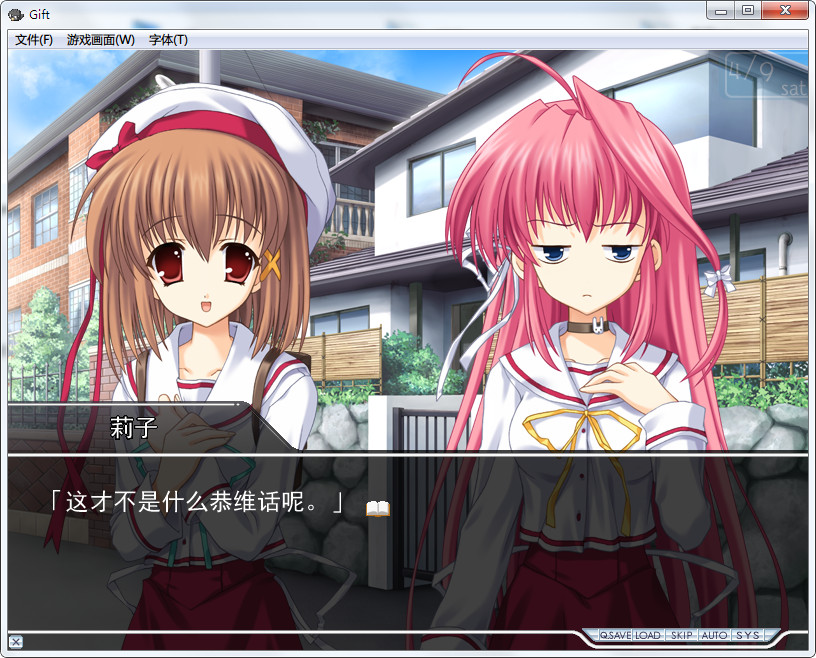 Gift
文件(F) 游戏画面(W) 字体(T)
4/9
sat
莉子
「这才不是什么恭维话呢。」
Q.SAVE LOAD SKIP AUTO SYS